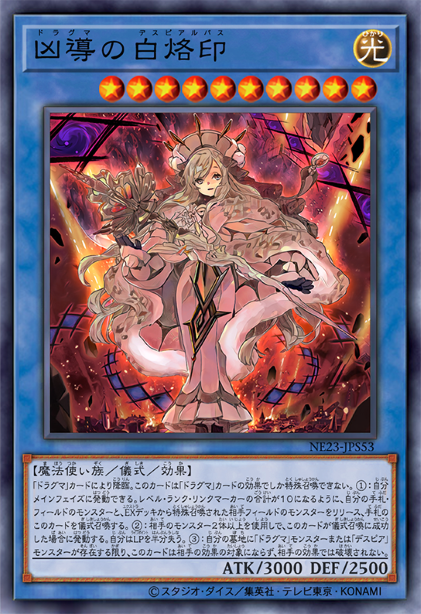 ドラグマ デスピアルバス
凶導の白烙印
ひかり
光
NE23-JPS53
【魔法使い族／儀式／効果】
「ドラグマ」カードにより降臨。このカードは「ドラグマ」カードの効果でしか特殊召喚できない。①：自分
メインフェイズに発動できる。レベル・ランク・リンクマーカーの合計が１０になるように、自分の手札・
フィールドのモンスターと、EXデッキから特殊召喚された相手フィールドのモンスターをリリースし、手札の
このカードを儀式召喚する。②：相手のモンスター２体以上を使用して、このカードが儀式召喚に成功
した場合に発動する。自分はLPを半分失う。③：自分の墓地に「ドラグマ」モンスターまたは「デスピア」
モンスターが存在する限り、このカードは相手の効果の対象にならず、相手の効果では破壊されない。
ATK/3000 DEF/2500
©スタジオ・ダイス／集英社・テレビ東京・KONAMI